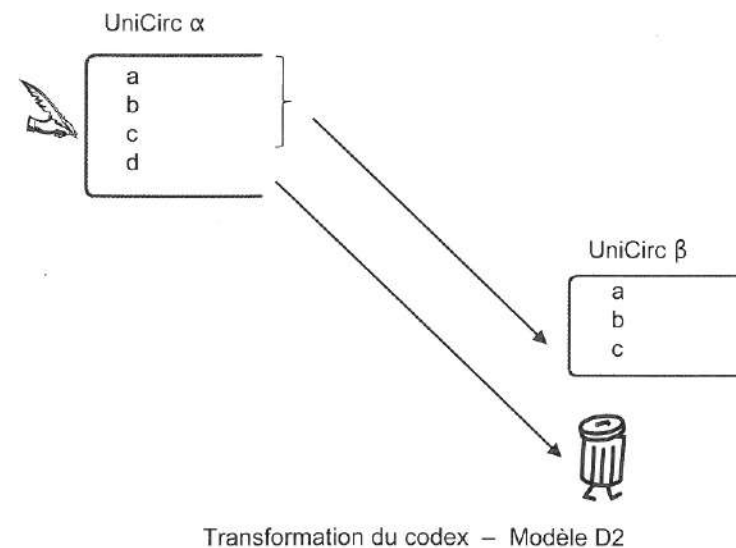 UniCirc α
a
b
c
d
UniCirc β
a
b
c
Transformation du codex – Modèle D2